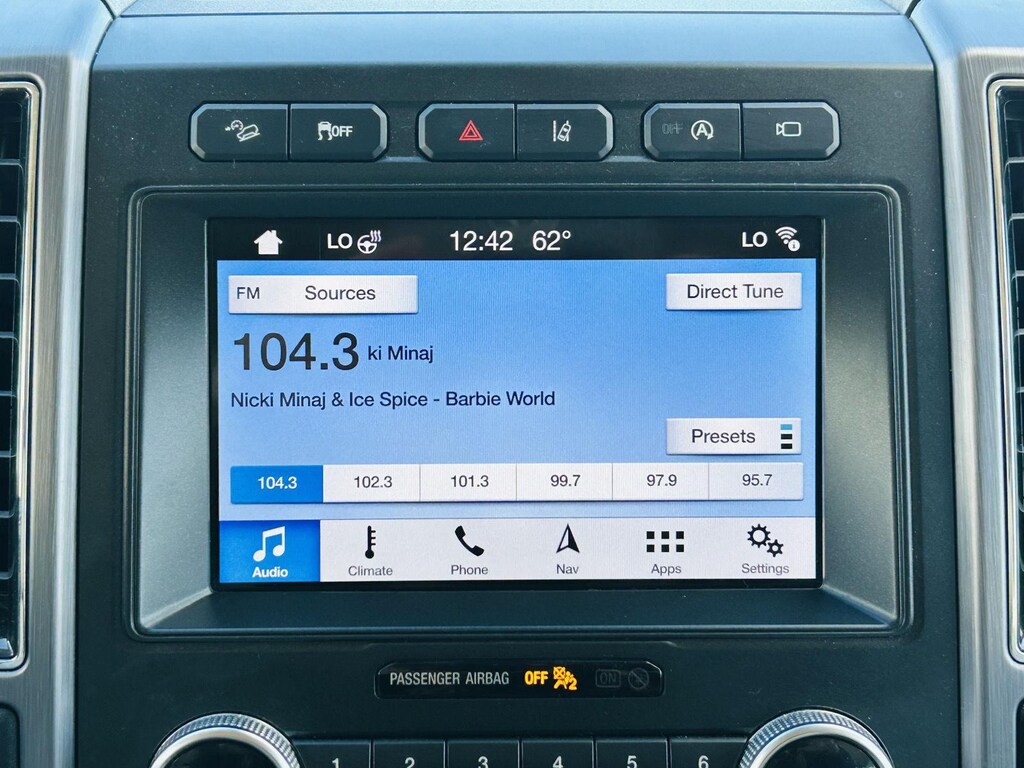 OFF
OFF A
LO 12:42 62° LO
FM Sources Direct Tune
104.3 ki Minaj
Nicki Minaj & Ice Spice - Barbie World
Presets
104.3 102.3 101.3 99.7 97.9 95.7
Audio Climate Phone Nav Apps Settings
PASSENGER AIRBAG OFF 2 ON
1 2 3 4 5 6